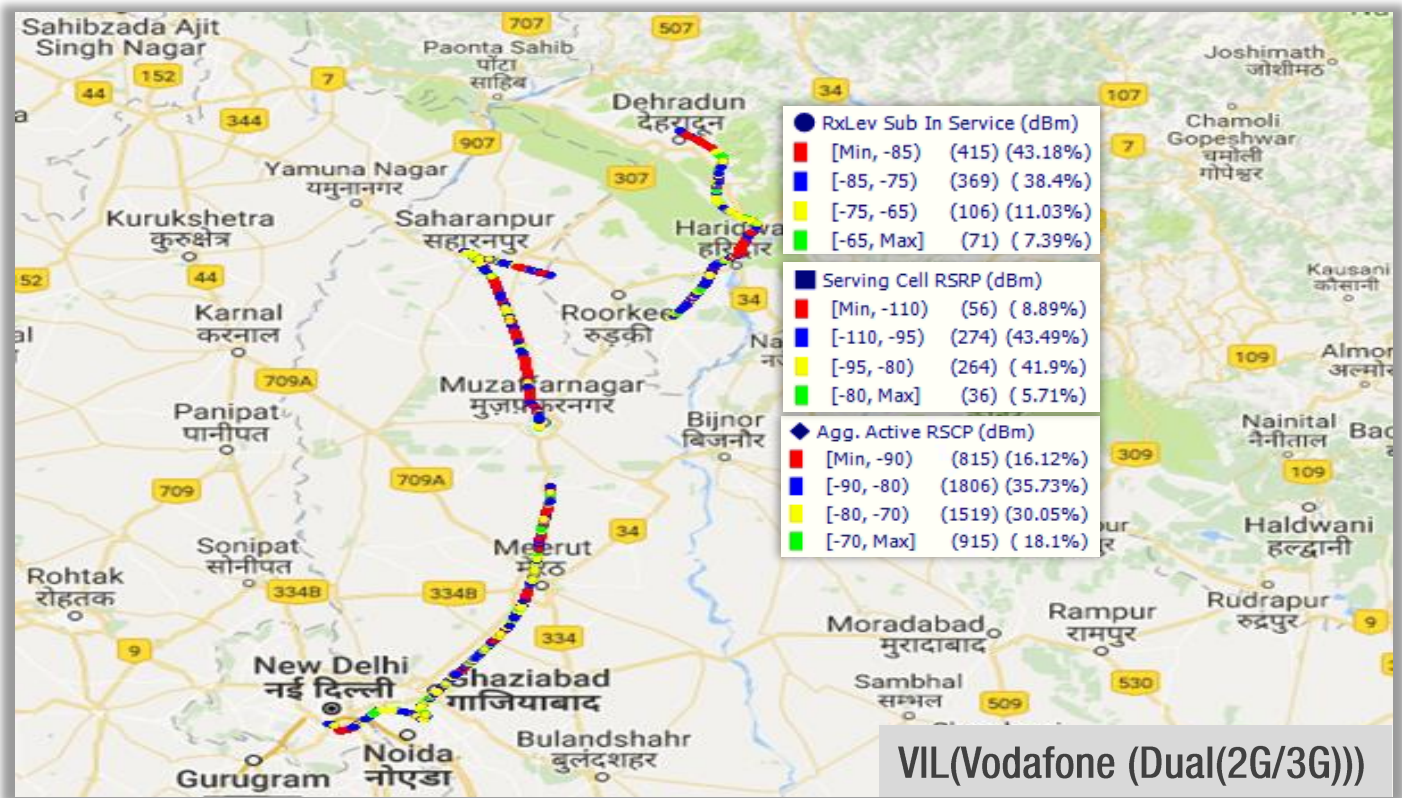 Sahibzada Ajit
Singh Nagar
707
507
Paonta Sahib
पोंटा
साहिब
Joshimath
जोशीमठ
152
7
44
34
107
Dehradun
देहरादून
344
907
Chamoli
Gopeshwar
चमोली
गोपेश्वर
7
Yamuna Nagar
यमुनानगर
307
Kurukshetra
कुरुक्षेत्र
Saharanpur
सहारनपुर
Haridwa
हरिद्वार
52
44
34
Kausani
कौसानी
Karnal
करनाल
Roorkee
रुड़की
Na
709A
109
Almor
अल्मो
Muzaffarnagar
मुज़फ़्फ़रनगर
Panipat
पानीपत
Bijnor
बिजनौर
Nainital
नैनीताल
709A
709
309
109
34
Sonipat
सोनीपत
Meerut
मेरठ
Haldwani
हल्द्वानी
Rohtak
रोहतक
334B
334B
Rampur
रामपुर
Rudrapur
रुद्रपुर
9
Moradabad
मुरादाबाद
334
9
New Delhi
नई दिल्ली
Ghaziabad
गाजियाबाद
Sambhal
सम्भल
509
530
Noida
नोएडा
Bulandshahr
बुलंदशहर
Gurugram
RxLev Sub In Service (dBm)
[Min, -85) (415) (43.18%)
[-85, -75) (369) ( 38.4%)
[-75, -65) (106) (11.03%)
[-65, Max] (71) ( 7.39%)
Serving Cell RSRP (dBm)
[Min, -110) (56) ( 8.89%)
[-110, -95) (274) (43.49%)
[-95, -80) (264) ( 41.9%)
[-80, Max] (36) ( 5.71%)
Agg. Active RSCP (dBm)
[Min, -90) (815) (16.12%)
[-90, -80) (1806) (35.73%)
[-80, -70) (1519) (30.05%)
[-70, Max] (915) ( 18.1%)
VIL(Vodafone (Dual(2G/3G)))